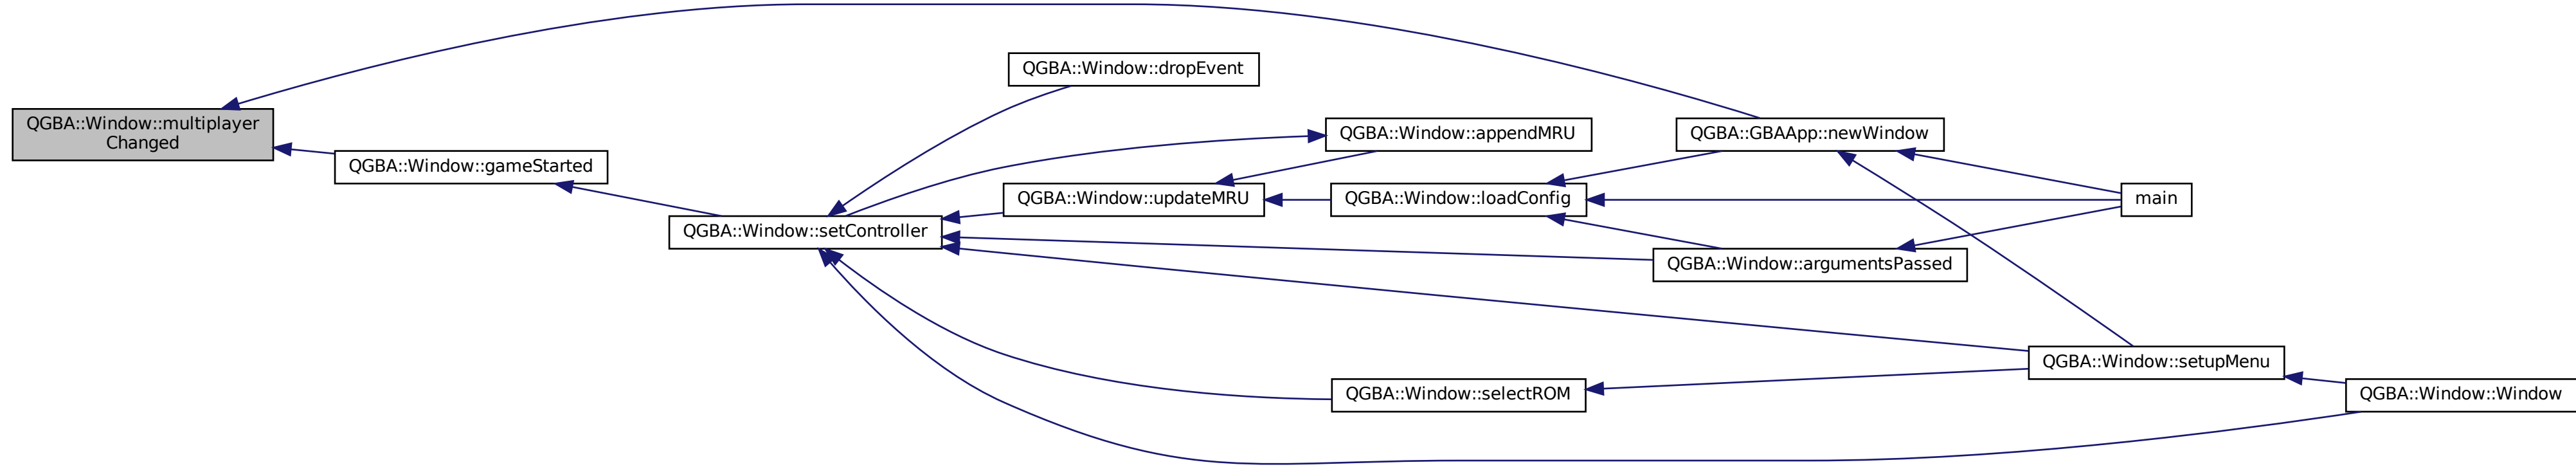 QGBA::Window::multiplayer
Changed
QGBA::Window::gameStarted
QGBA::Window::setController
QGBA::Window::dropEvent
QGBA::Window::appendMRU
QGBA::Window::updateMRU
QGBA::Window::loadConfig
QGBA::GBAApp::newWindow
main
QGBA::Window::argumentsPassed
QGBA::Window::setupMenu
QGBA::Window::selectROM
QGBA::Window::Window